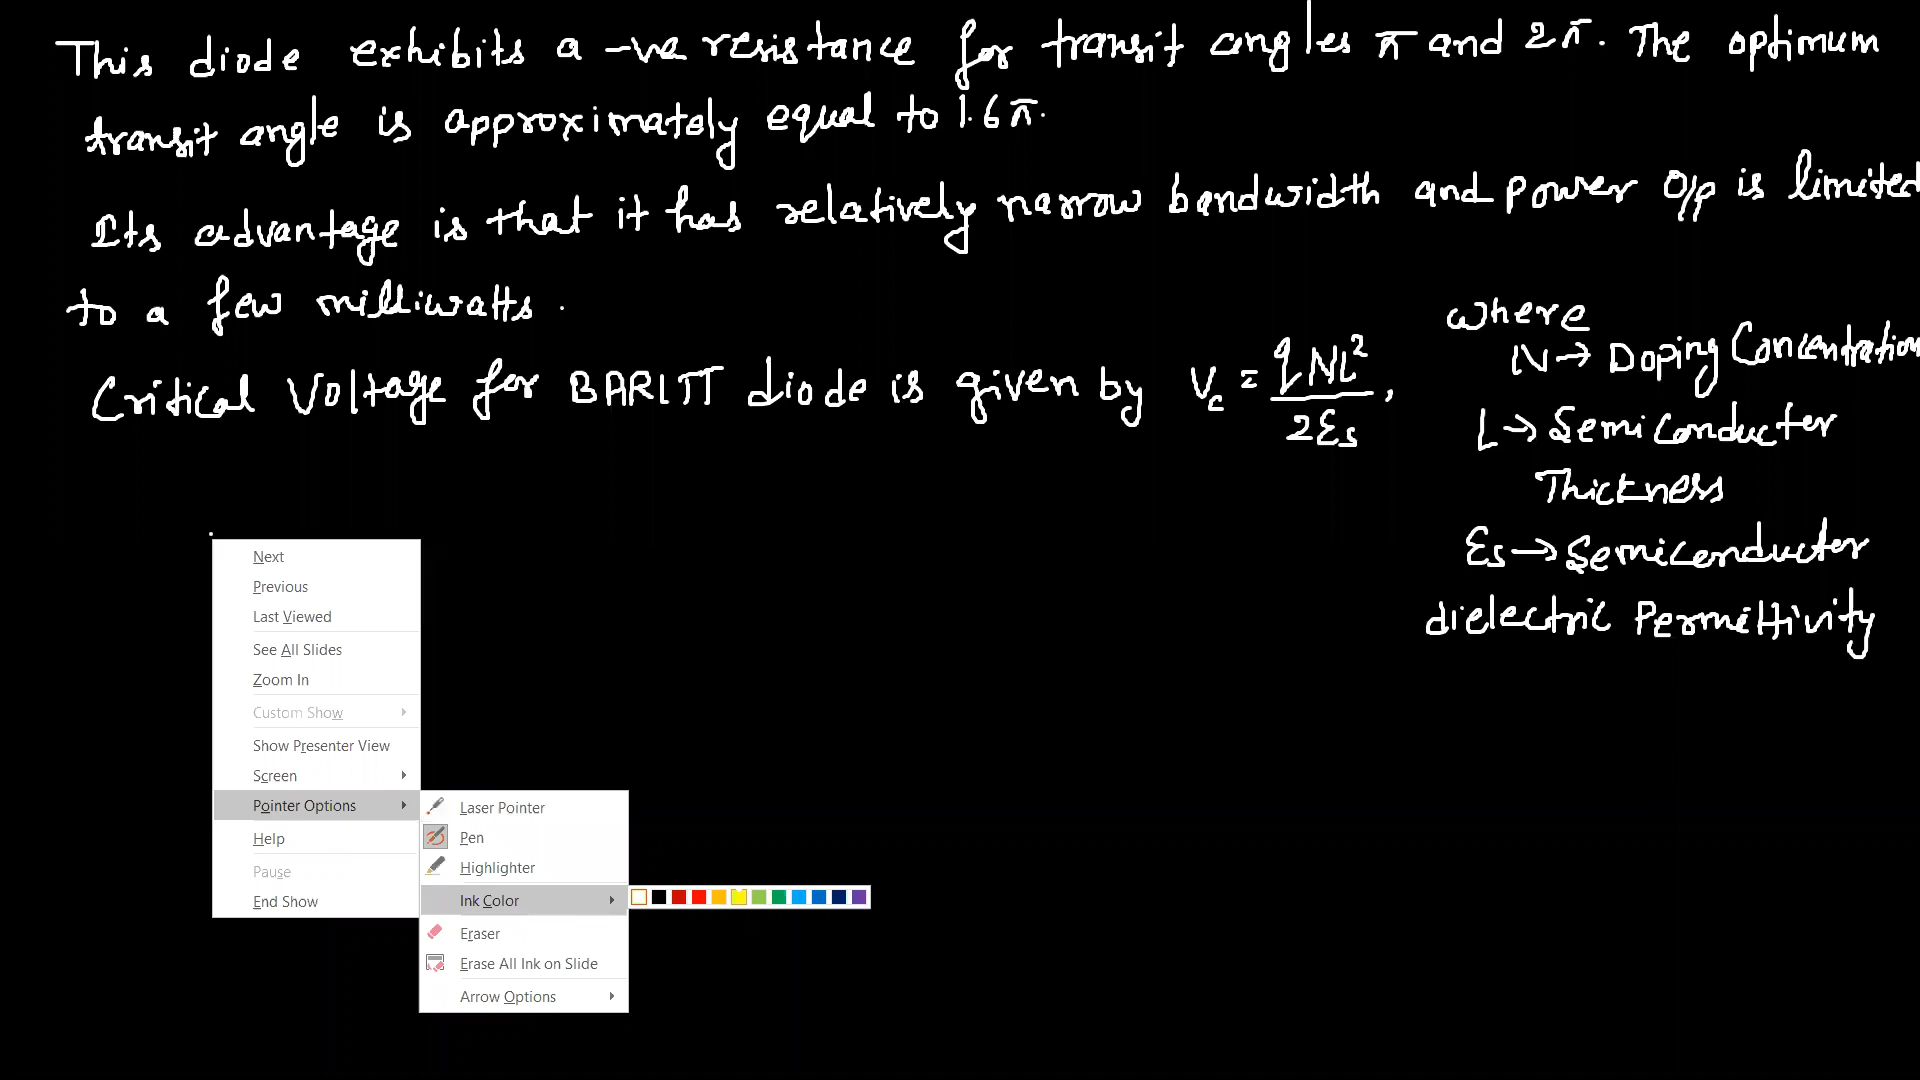 This diode exhibits a -ve resistance for transit angles π and 2π. The optimum
transit angle is approximately equal to 1.6π.
Its advantage is that it has relatively narrow bandwidth and power O/p is limited
to a few milliwatts.
Critical Voltage for BARITT diode is given by Vc = qNL²/2Ɛs,
where
N → Doping Concentration
L → Semiconducter
Thickness
Ɛs → Semiconducter
dielectric Permittivity
Next
Previous
Last Viewed
See All Slides
Zoom In
Custom Show
Show Presenter View
Screen
Pointer Options
Help
Pause
End Show
Laser Pointer
Pen
Highlighter
Ink Color
Eraser
Erase All Ink on Slide
Arrow Options